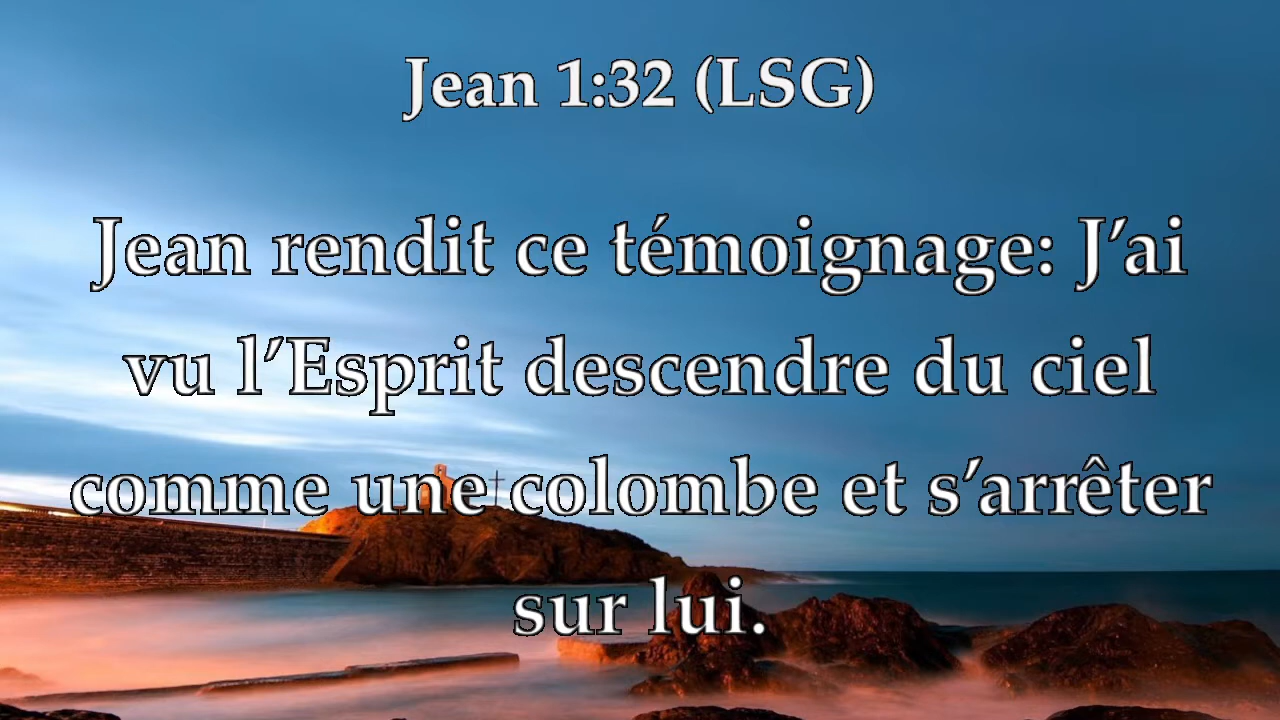 Jean 1:32 (LSG)
Jean rendit ce témoignage: J’ai
vu l’Esprit descendre du ciel
comme une colombe et s’arrêter
sur lui.